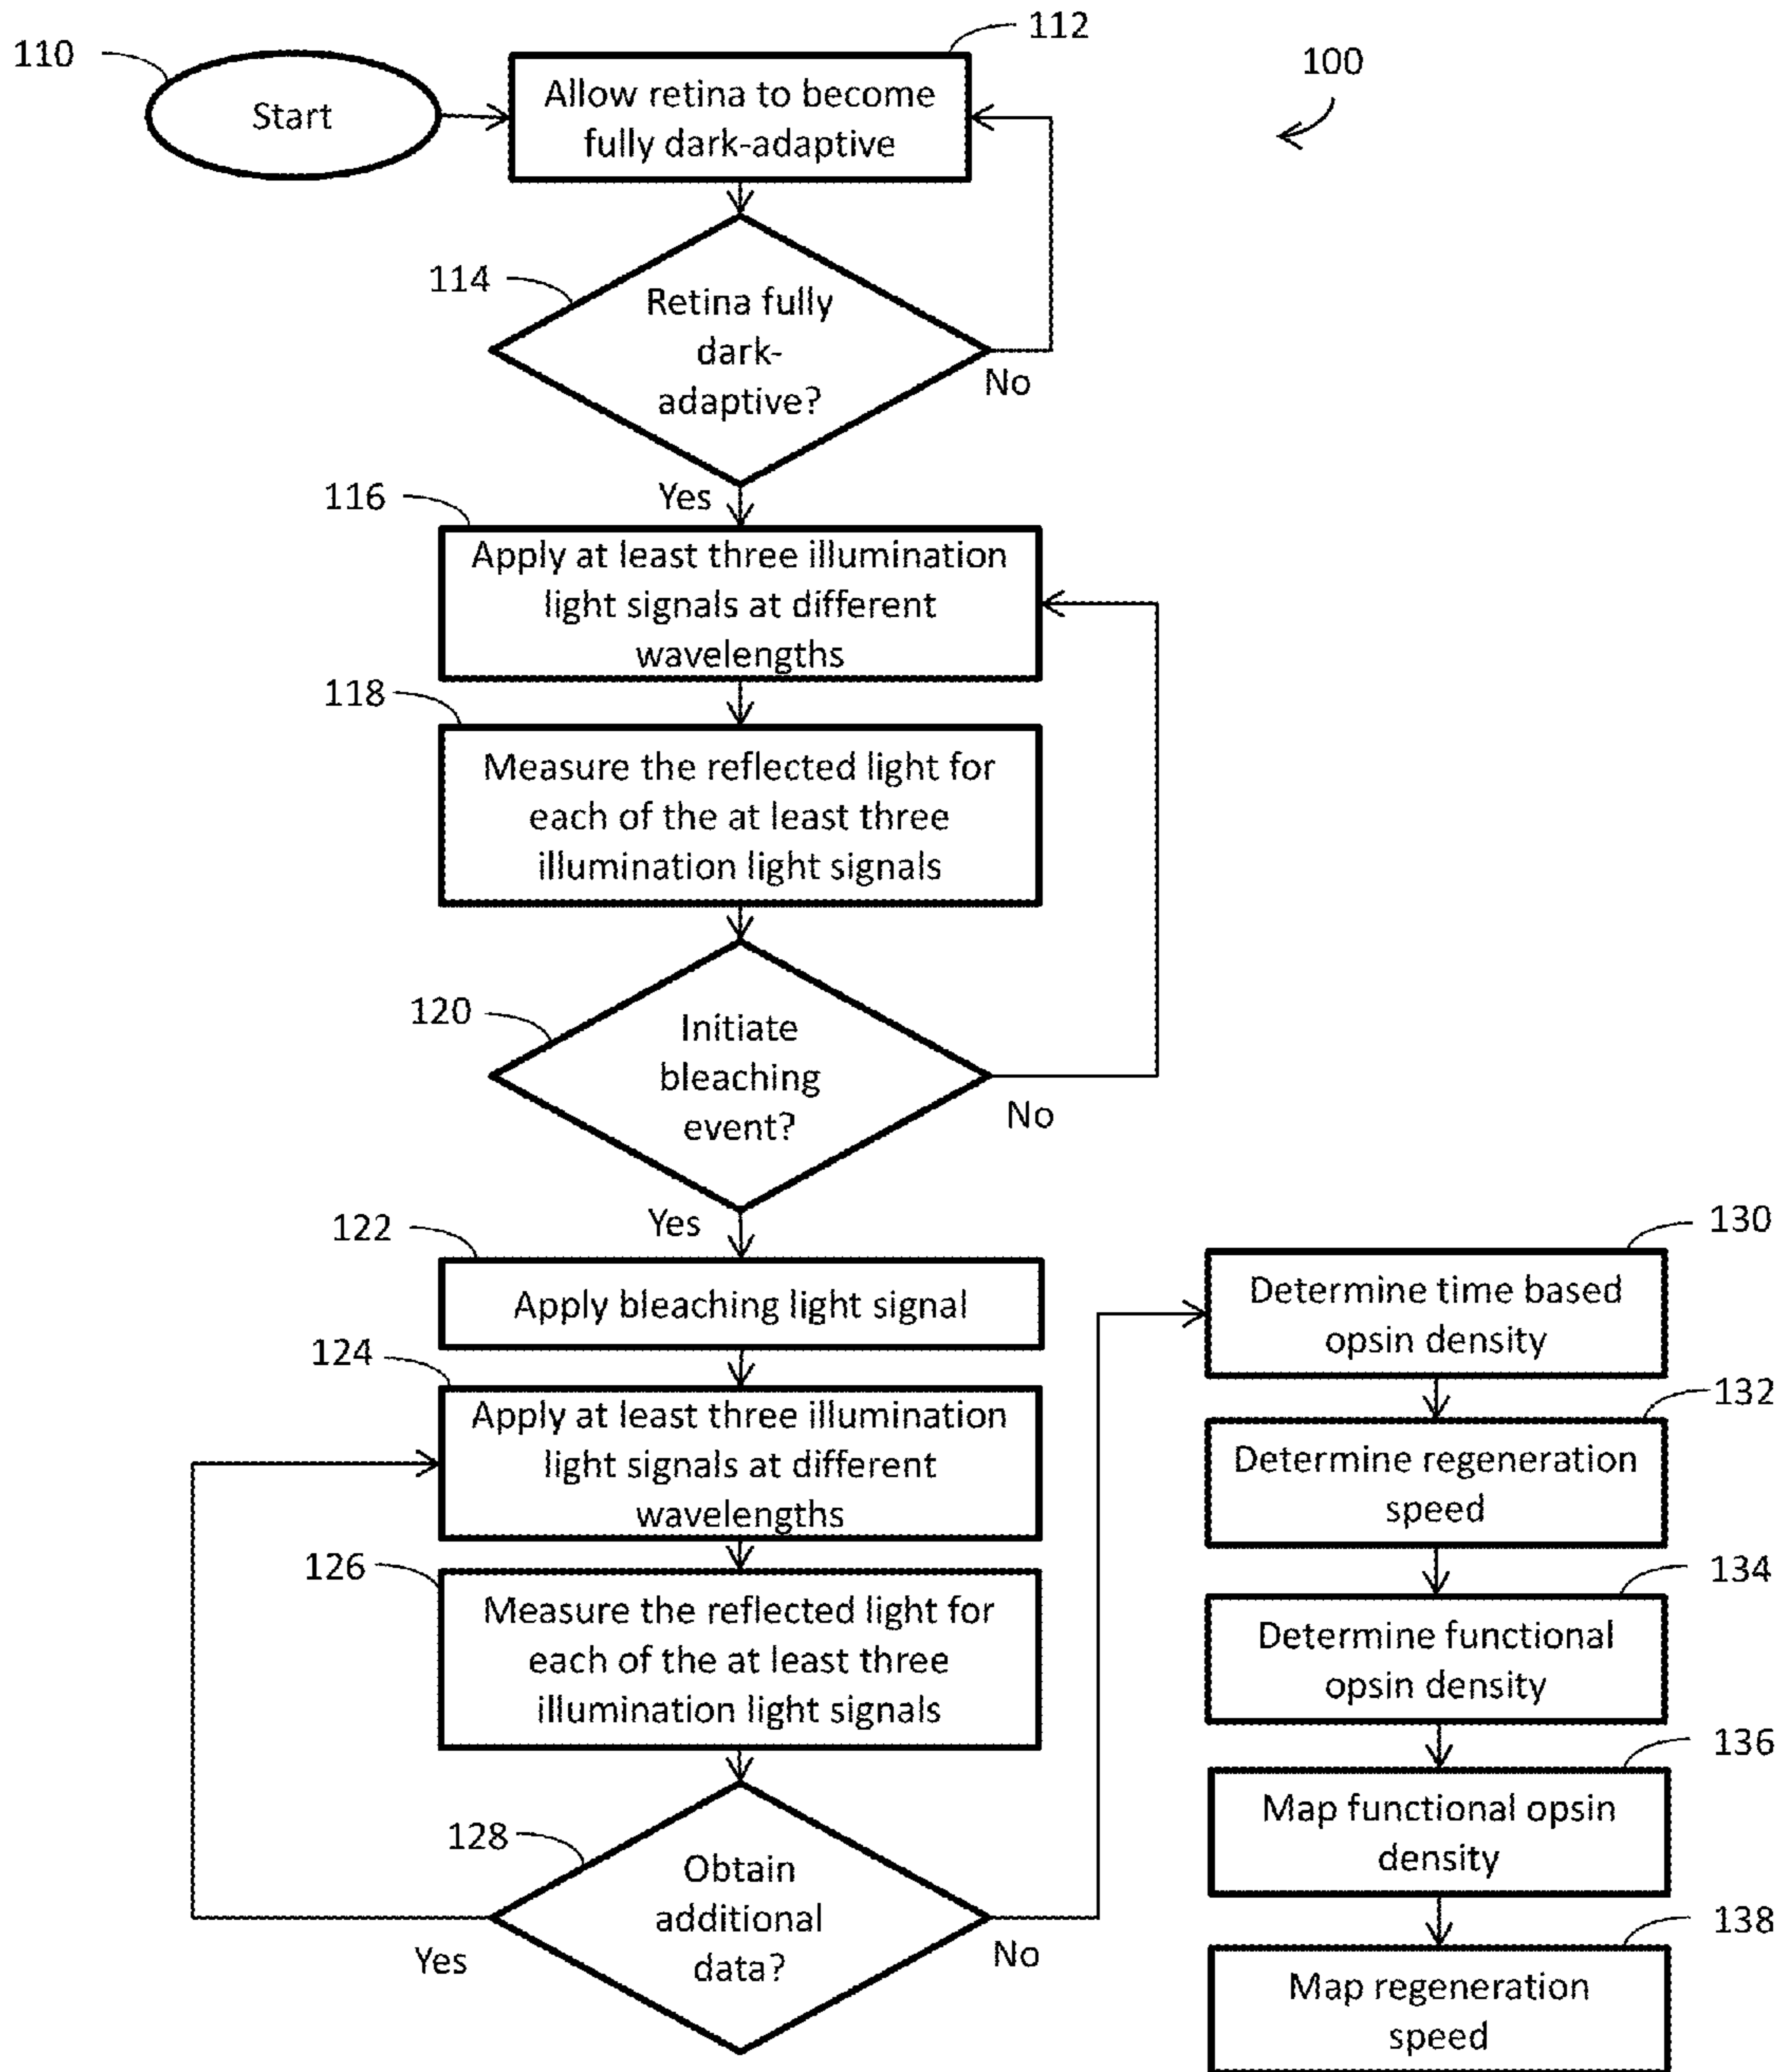 110
Start
112
Allow retina to become
fully dark-adaptive
100
114
Retina fully
dark-
adaptive?
No
Yes
116
Apply at least three illumination
light signals at different
wavelengths
118
Measure the reflected light for
each of the at least three
illumination light signals
120
Initiate
bleaching
event?
No
Yes
122
Apply bleaching light signal
124
Apply at least three illumination
light signals at different
wavelengths
126
Measure the reflected light for
each of the at least three
illumination light signals
128
Obtain
additional
data?
Yes
No
130
Determine time based
opsin density
132
Determine regeneration
speed
134
Determine functional
opsin density
136
Map functional opsin
density
138
Map regeneration
speed